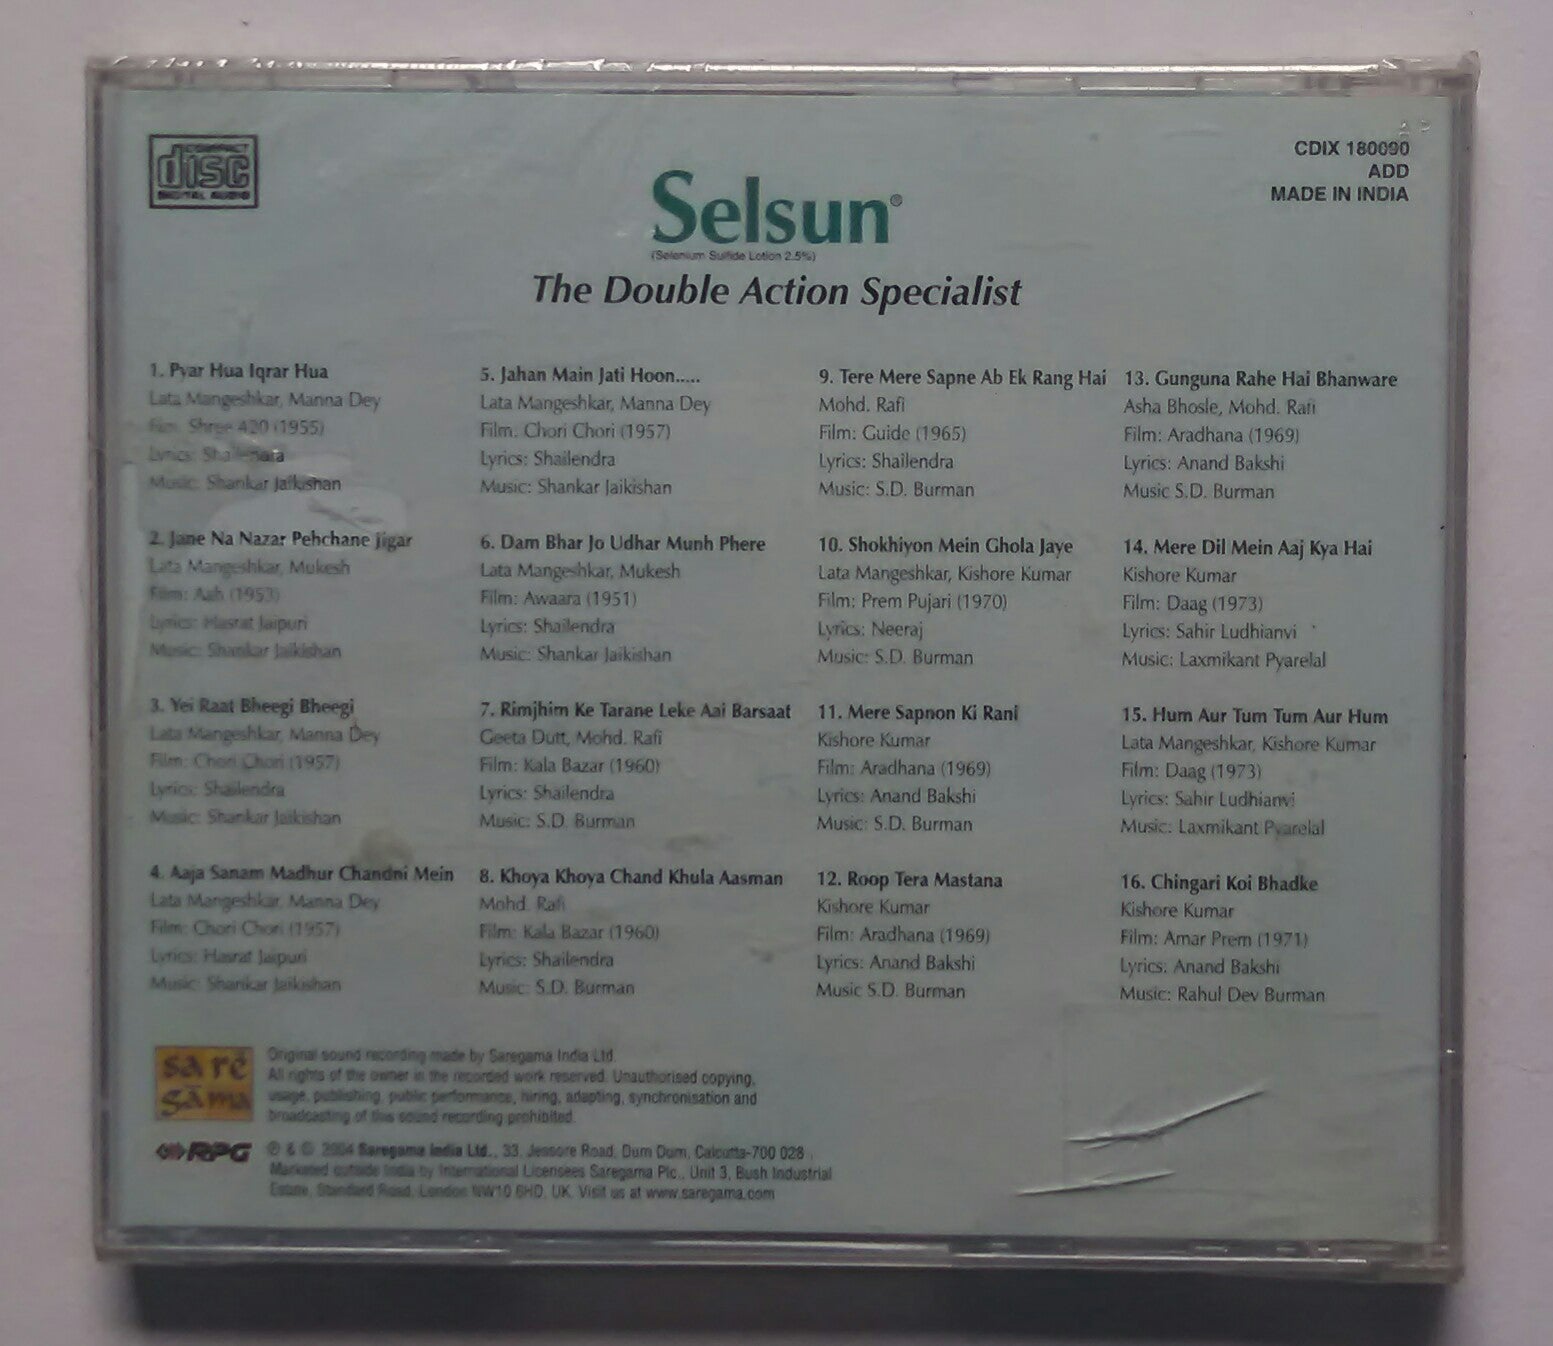 COMPACT
disc
DIGITAL AUDIO
CDIX 180090
ADD
MADE IN INDIA
Selsun®
(Selenium Sulfide Lotion 2.5%)
The Double Action Specialist
1. Pyar Hua Iqrar Hua
Lata Mangeshkar, Manna Dey
Film: Shree 420 (1955)
Lyrics: Shailendra
Music: Shankar Jaikishan
2. Jane Na Nazar Pehchane Jigar
Lata Mangeshkar, Mukesh
Film: Aah (1953)
Lyrics: Hasrat Jaipuri
Music: Shankar Jaikishan
3. Yei Raat Bheegi Bheegi
Lata Mangeshkar, Manna Dey
Film: Chori Chori (1957)
Lyrics: Shailendra
Music: Shankar Jaikishan
4. Aaja Sanam Madhur Chandni Mein
Lata Mangeshkar, Manna Dey
Film: Chori Chori (1957)
Lyrics: Hasrat Jaipuri
Music: Shankar Jaikishan
5. Jahan Main Jati Hoon.....
Lata Mangeshkar, Manna Dey
Film. Chori Chori (1957)
Lyrics: Shailendra
Music: Shankar Jaikishan
6. Dam Bhar Jo Udhar Munh Phere
Lata Mangeshkar, Mukesh
Film: Awaara (1951)
Lyrics: Shailendra
Music: Shankar Jaikishan
7. Rimjhim Ke Tarane Leke Aai Barsaat
Geeta Dutt, Mohd. Rafi
Film: Kala Bazar (1960)
Lyrics: Shailendra
Music: S.D. Burman
8. Khoya Khoya Chand Khula Aasman
Mohd. Rafi
Film: Kala Bazar (1960)
Lyrics: Shailendra
Music: S.D. Burman
9. Tere Mere Sapne Ab Ek Rang Hai
Mohd. Rafi
Film: Guide (1965)
Lyrics: Shailendra
Music: S.D. Burman
10. Shokhiyon Mein Ghola Jaye
Lata Mangeshkar, Kishore Kumar
Film: Prem Pujari (1970)
Lyrics: Neeraj
Music: S.D. Burman
11. Mere Sapnon Ki Rani
Kishore Kumar
Film: Aradhana (1969)
Lyrics: Anand Bakshi
Music: S.D. Burman
12. Roop Tera Mastana
Kishore Kumar
Film: Aradhana (1969)
Lyrics: Anand Bakshi
Music S.D. Burman
13. Gunguna Rahe Hai Bhanware
Asha Bhosle, Mohd. Rafi
Film: Aradhana (1969)
Lyrics: Anand Bakshi
Music S.D. Burman
14. Mere Dil Mein Aaj Kya Hai
Kishore Kumar
Film: Daag (1973)
Lyrics: Sahir Ludhianvi
Music: Laxmikant Pyarelal
15. Hum Aur Tum Tum Aur Hum
Lata Mangeshkar, Kishore Kumar
Film: Daag (1973)
Lyrics: Sahir Ludhianvi
Music: Laxmikant Pyarelal
16. Chingari Koi Bhadke
Kishore Kumar
Film: Amar Prem (1971)
Lyrics: Anand Bakshi
Music: Rahul Dev Burman
sa rē
gā ma
Original sound recording made by Saregama India Ltd.
All rights of the owner in the recorded work reserved. Unauthorised copying,
usage, publishing, public performance, hiring, adapting, synchronisation and
broadcasting of this sound recording prohibited.
RPG
℗ & © 2004 Saregama India Ltd., 33, Jessore Road, Dum Dum, Calcutta-700 028.
Marketed outside India by International Licensees Saregama Plc., Unit 3, Bush Industrial
Estate, Standard Road, London NW10 6HD, UK. Visit us at www.saregama.com